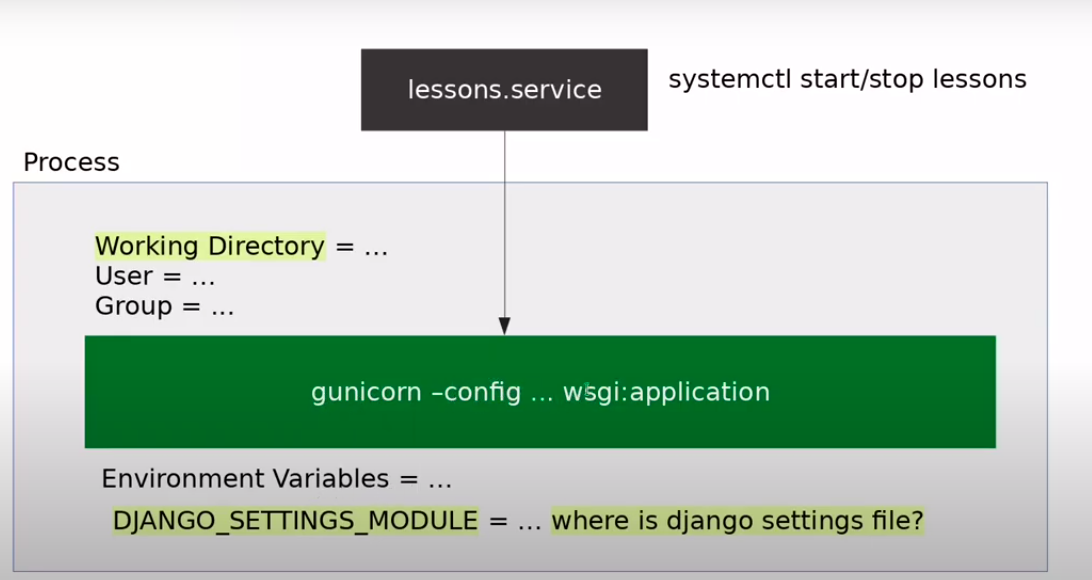 lessons.service
systemctl start/stop lessons
Process
Working Directory = ...
User = ...
Group = ...
gunicorn –config ... wsgi:application
Environment Variables = ...
DJANGO_SETTINGS_MODULE = ... where is django settings file?